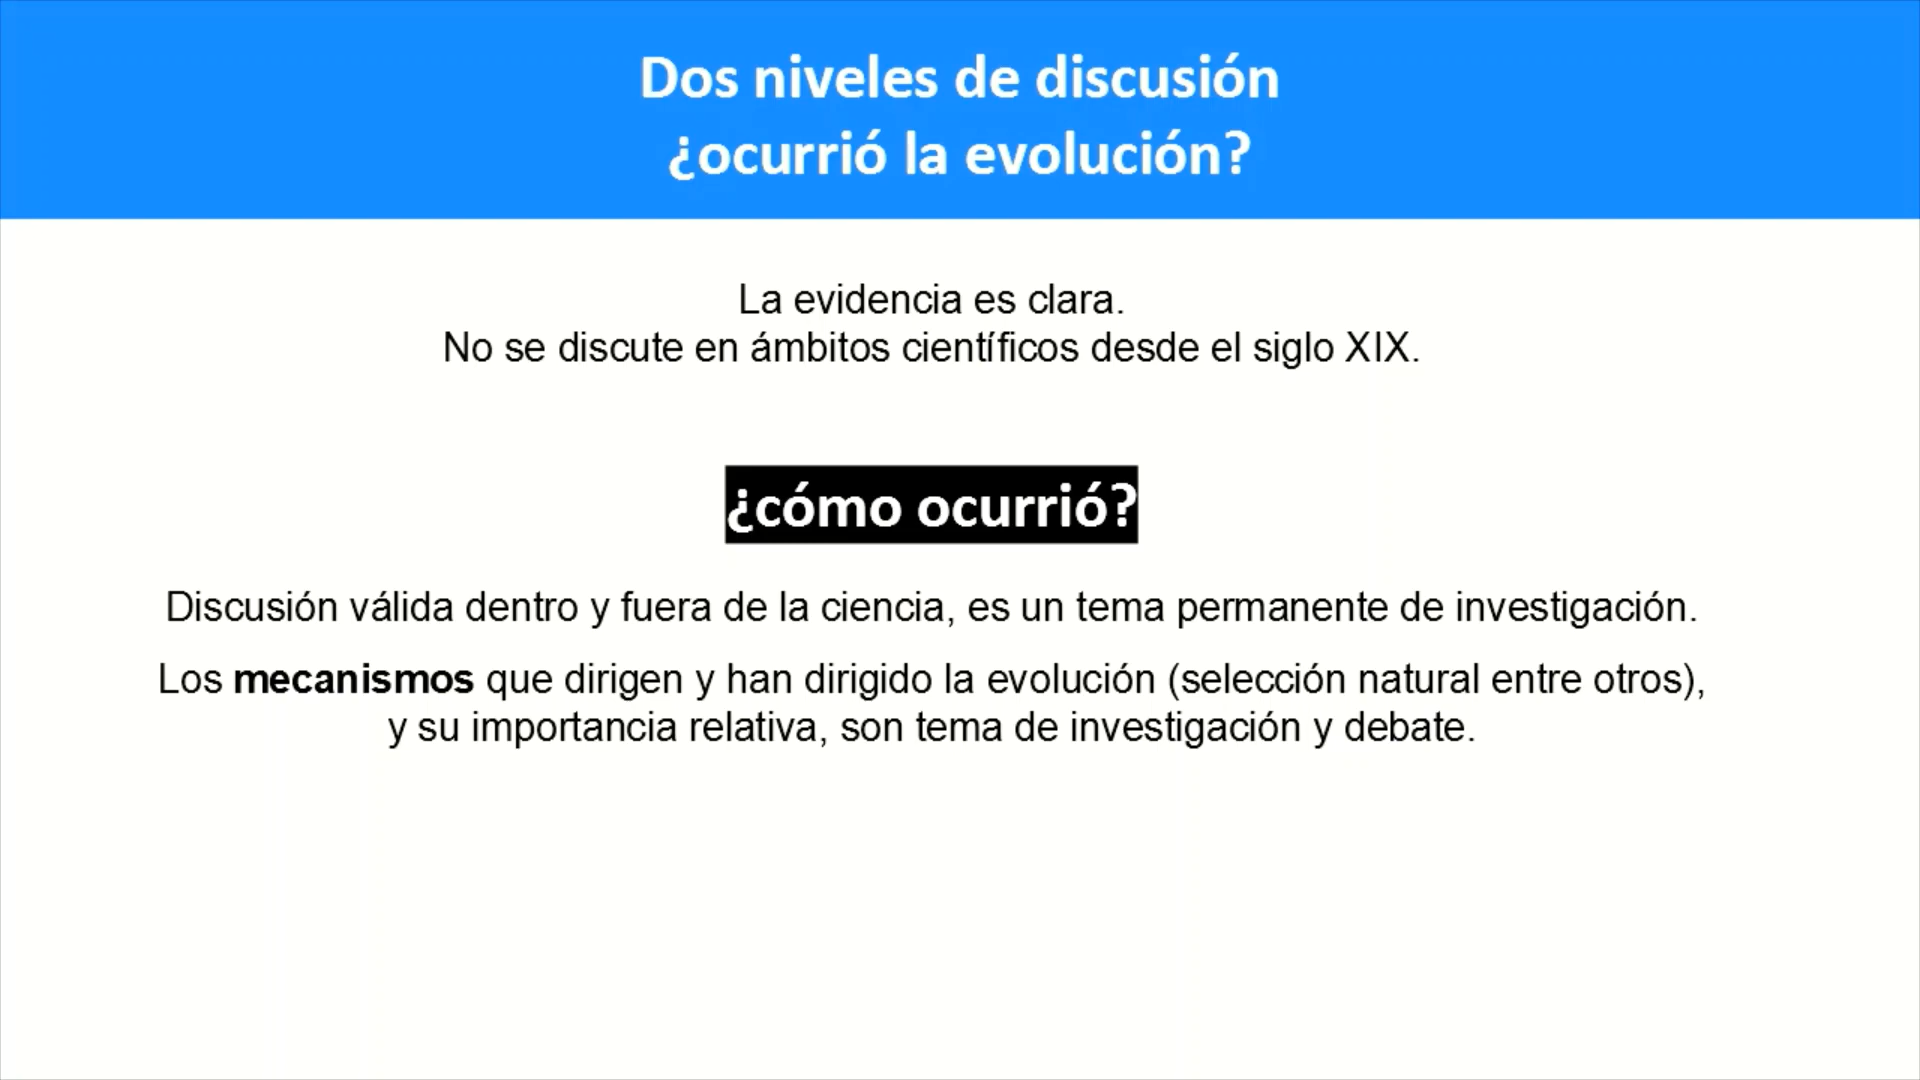 Dos niveles de discusión
¿ocurrió la evolución?
La evidencia es clara.
No se discute en ámbitos científicos desde el siglo XIX.
¿cómo ocurrió?
Discusión válida dentro y fuera de la ciencia, es un tema permanente de investigación.
Los mecanismos que dirigen y han dirigido la evolución (selección natural entre otros),
y su importancia relativa, son tema de investigación y debate.